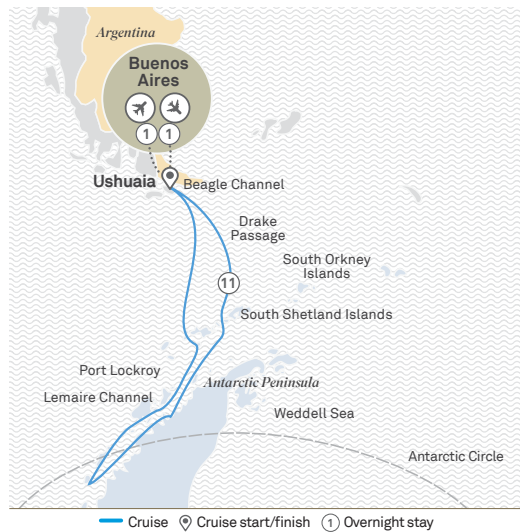 Argentina
Buenos
Aires
1
1
Ushuaia
Beagle Channel
Drake
Passage
South Orkney
Islands
11
South Shetland Islands
Port Lockroy
Antarctic Peninsula
Lemaire Channel
Weddell Sea
Antarctic Circle
Cruise
Cruise start/finish
1
Overnight stay